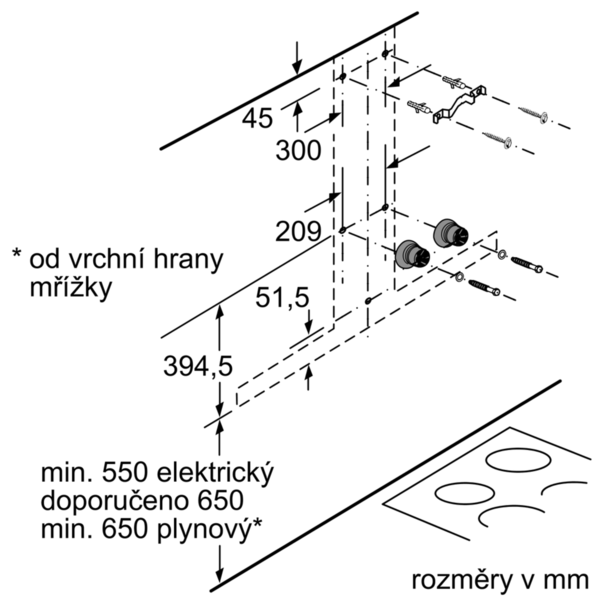 45
300
209
* od vrchní hrany
mřížky
51,5
394,5
min. 550 elektrický
doporučeno 650
min. 650 plynový*
rozměry v mm